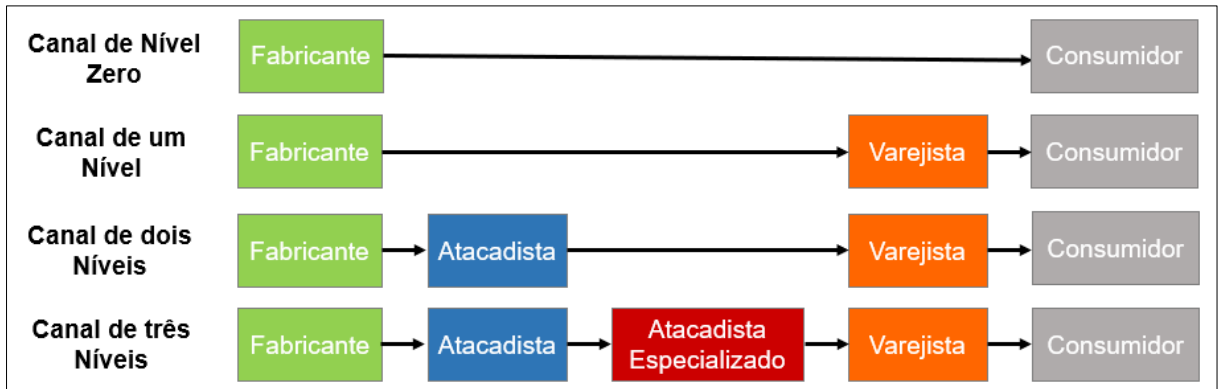 Canal de Nível
Zero
Fabricante
Consumidor
Canal de um
Nível
Fabricante
Varejista
Consumidor
Canal de dois
Níveis
Fabricante
Atacadista
Varejista
Consumidor
Canal de três
Níveis
Fabricante
Atacadista
Atacadista
Especializado
Varejista
Consumidor